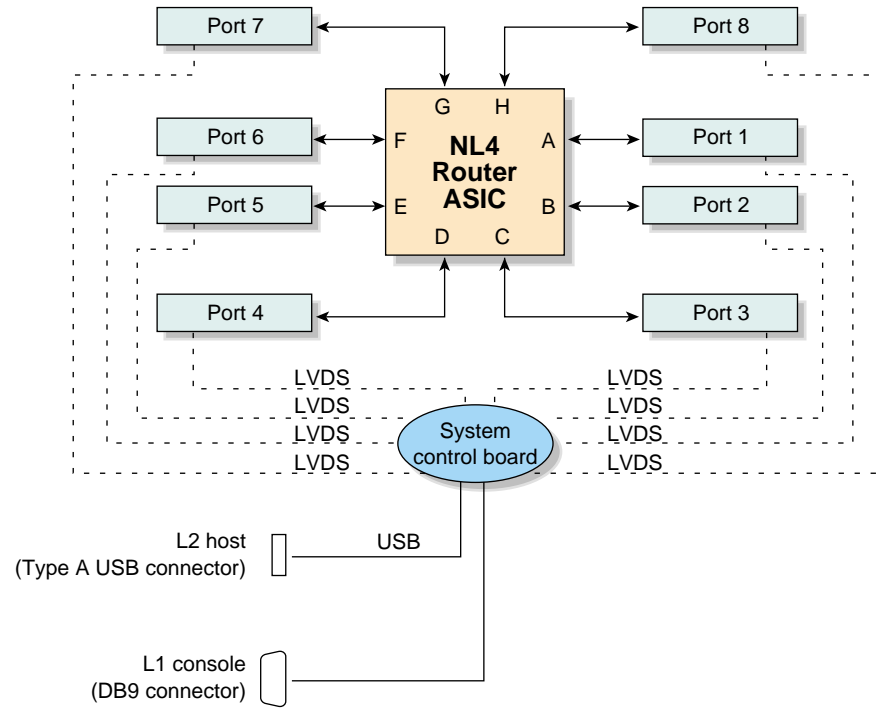 Port 7
Port 8
G H
Port 6
F
NL4
Router
ASIC
A
Port 1
Port 5
E
B
Port 2
D C
Port 4
Port 3
LVDS
LVDS
LVDS
LVDS
LVDS
LVDS
LVDS
LVDS
System
control board
L2 host
(Type A USB connector)
USB
L1 console
(DB9 connector)